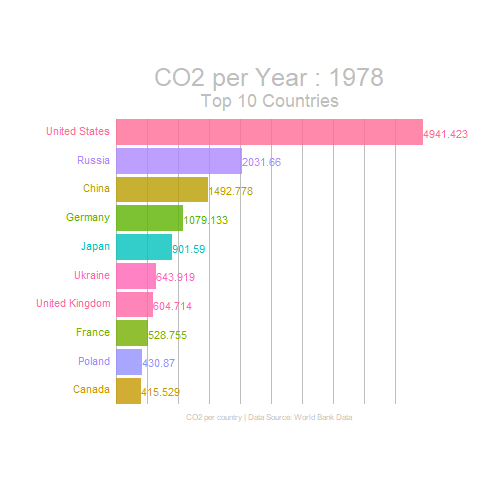 CO2 per Year : 1978
Top 10 Countries
United States 4941.423
Russia 2031.66
China 1492.778
Germany 1079.133
Japan 901.59
Ukraine 643.919
United Kingdom 604.714
France 528.755
Poland 430.87
Canada 415.529
CO2 per country | Data Source: World Bank Data